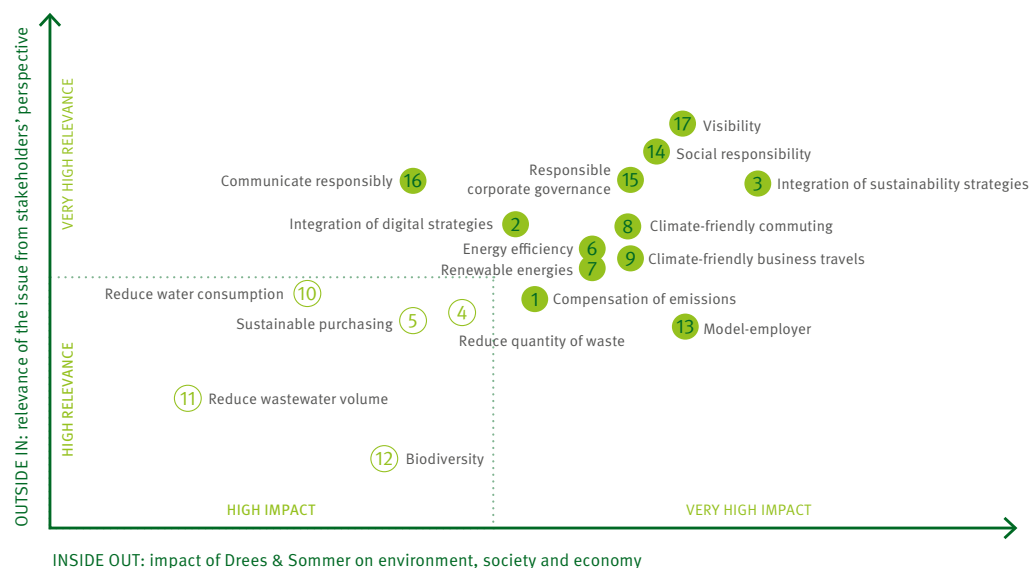 OUTSIDE IN: relevance of the issue from stakeholders’ perspective
VERY HIGH RELEVANCE
HIGH RELEVANCE
17 Visibility
14 Social responsibility
Responsible
corporate governance 15
3 Integration of sustainability strategies
Communicate responsibly 16
Integration of digital strategies 2
8 Climate-friendly commuting
Energy efficiency 6
9 Climate-friendly business travels
Renewable energies 7
Reduce water consumption 10
1 Compensation of emissions
Sustainable purchasing 5
4
Reduce quantity of waste
13 Model-employer
11 Reduce wastewater volume
12 Biodiversity
HIGH IMPACT
VERY HIGH IMPACT
INSIDE OUT: impact of Drees & Sommer on environment, society and economy